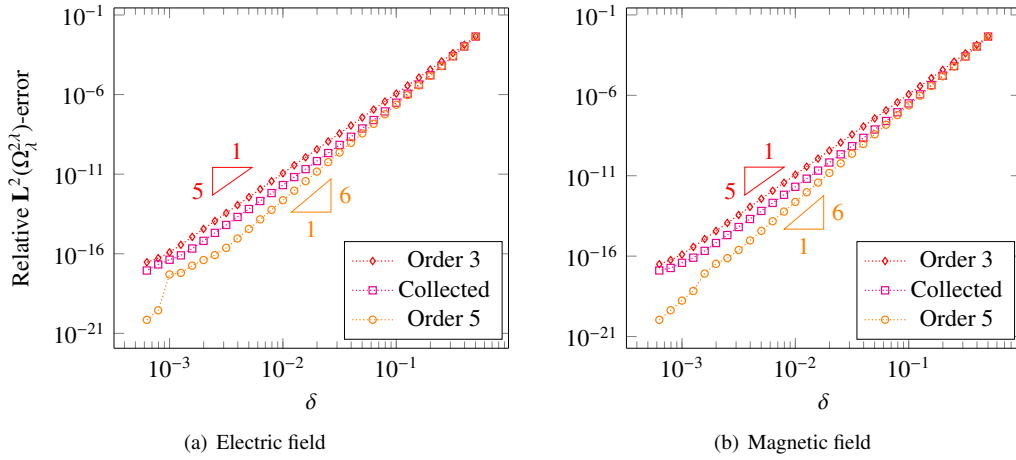 10^{-1}
10^{-6}
10^{-11}
10^{-16}
10^{-21}
Relative L²(Ω_λ^{2,λ})-error
1
5
6
1
Order 3
Collected
Order 5
10^{-3}
10^{-2}
10^{-1}
δ
(a) Electric field
10^{-1}
10^{-6}
10^{-11}
10^{-16}
10^{-21}
1
5
6
1
Order 3
Collected
Order 5
10^{-3}
10^{-2}
10^{-1}
δ
(b) Magnetic field